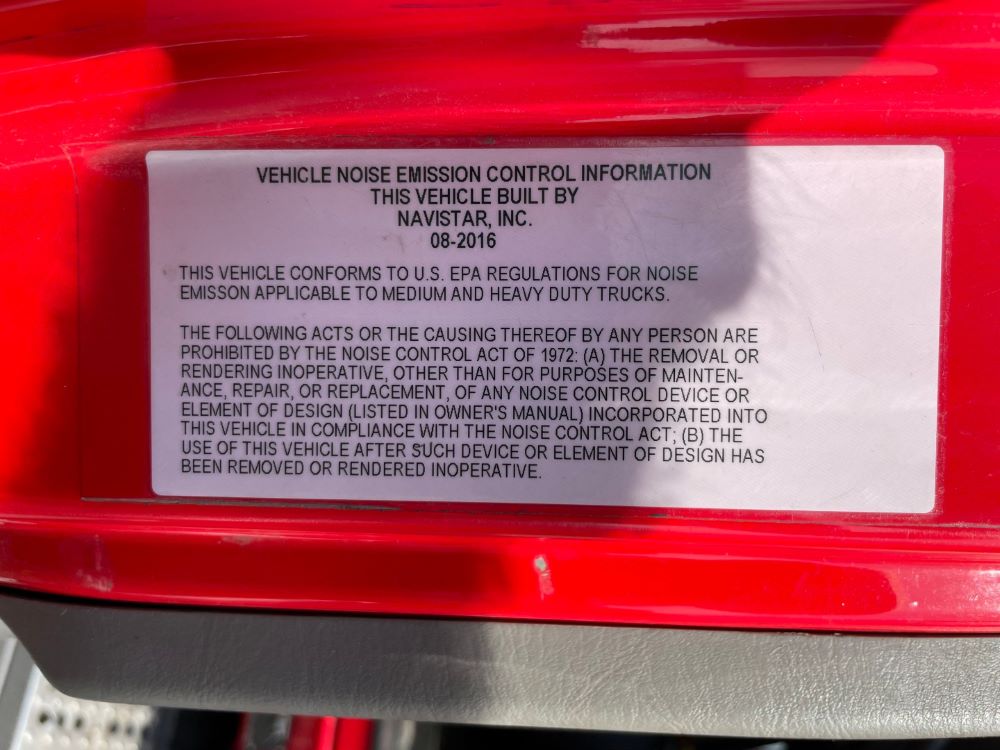 VEHICLE NOISE EMISSION CONTROL INFORMATION
THIS VEHICLE BUILT BY
NAVISTAR, INC.
08-2016
THIS VEHICLE CONFORMS TO U.S. EPA REGULATIONS FOR NOISE
EMISSON APPLICABLE TO MEDIUM AND HEAVY DUTY TRUCKS.
THE FOLLOWING ACTS OR THE CAUSING THEREOF BY ANY PERSON ARE
PROHIBITED BY THE NOISE CONTROL ACT OF 1972: (A) THE REMOVAL OR
RENDERING INOPERATIVE, OTHER THAN FOR PURPOSES OF MAINTEN-
ANCE, REPAIR, OR REPLACEMENT, OF ANY NOISE CONTROL DEVICE OR
ELEMENT OF DESIGN (LISTED IN OWNER'S MANUAL) INCORPORATED INTO
THIS VEHICLE IN COMPLIANCE WITH THE NOISE CONTROL ACT; (B) THE
USE OF THIS VEHICLE AFTER SUCH DEVICE OR ELEMENT OF DESIGN HAS
BEEN REMOVED OR RENDERED INOPERATIVE.